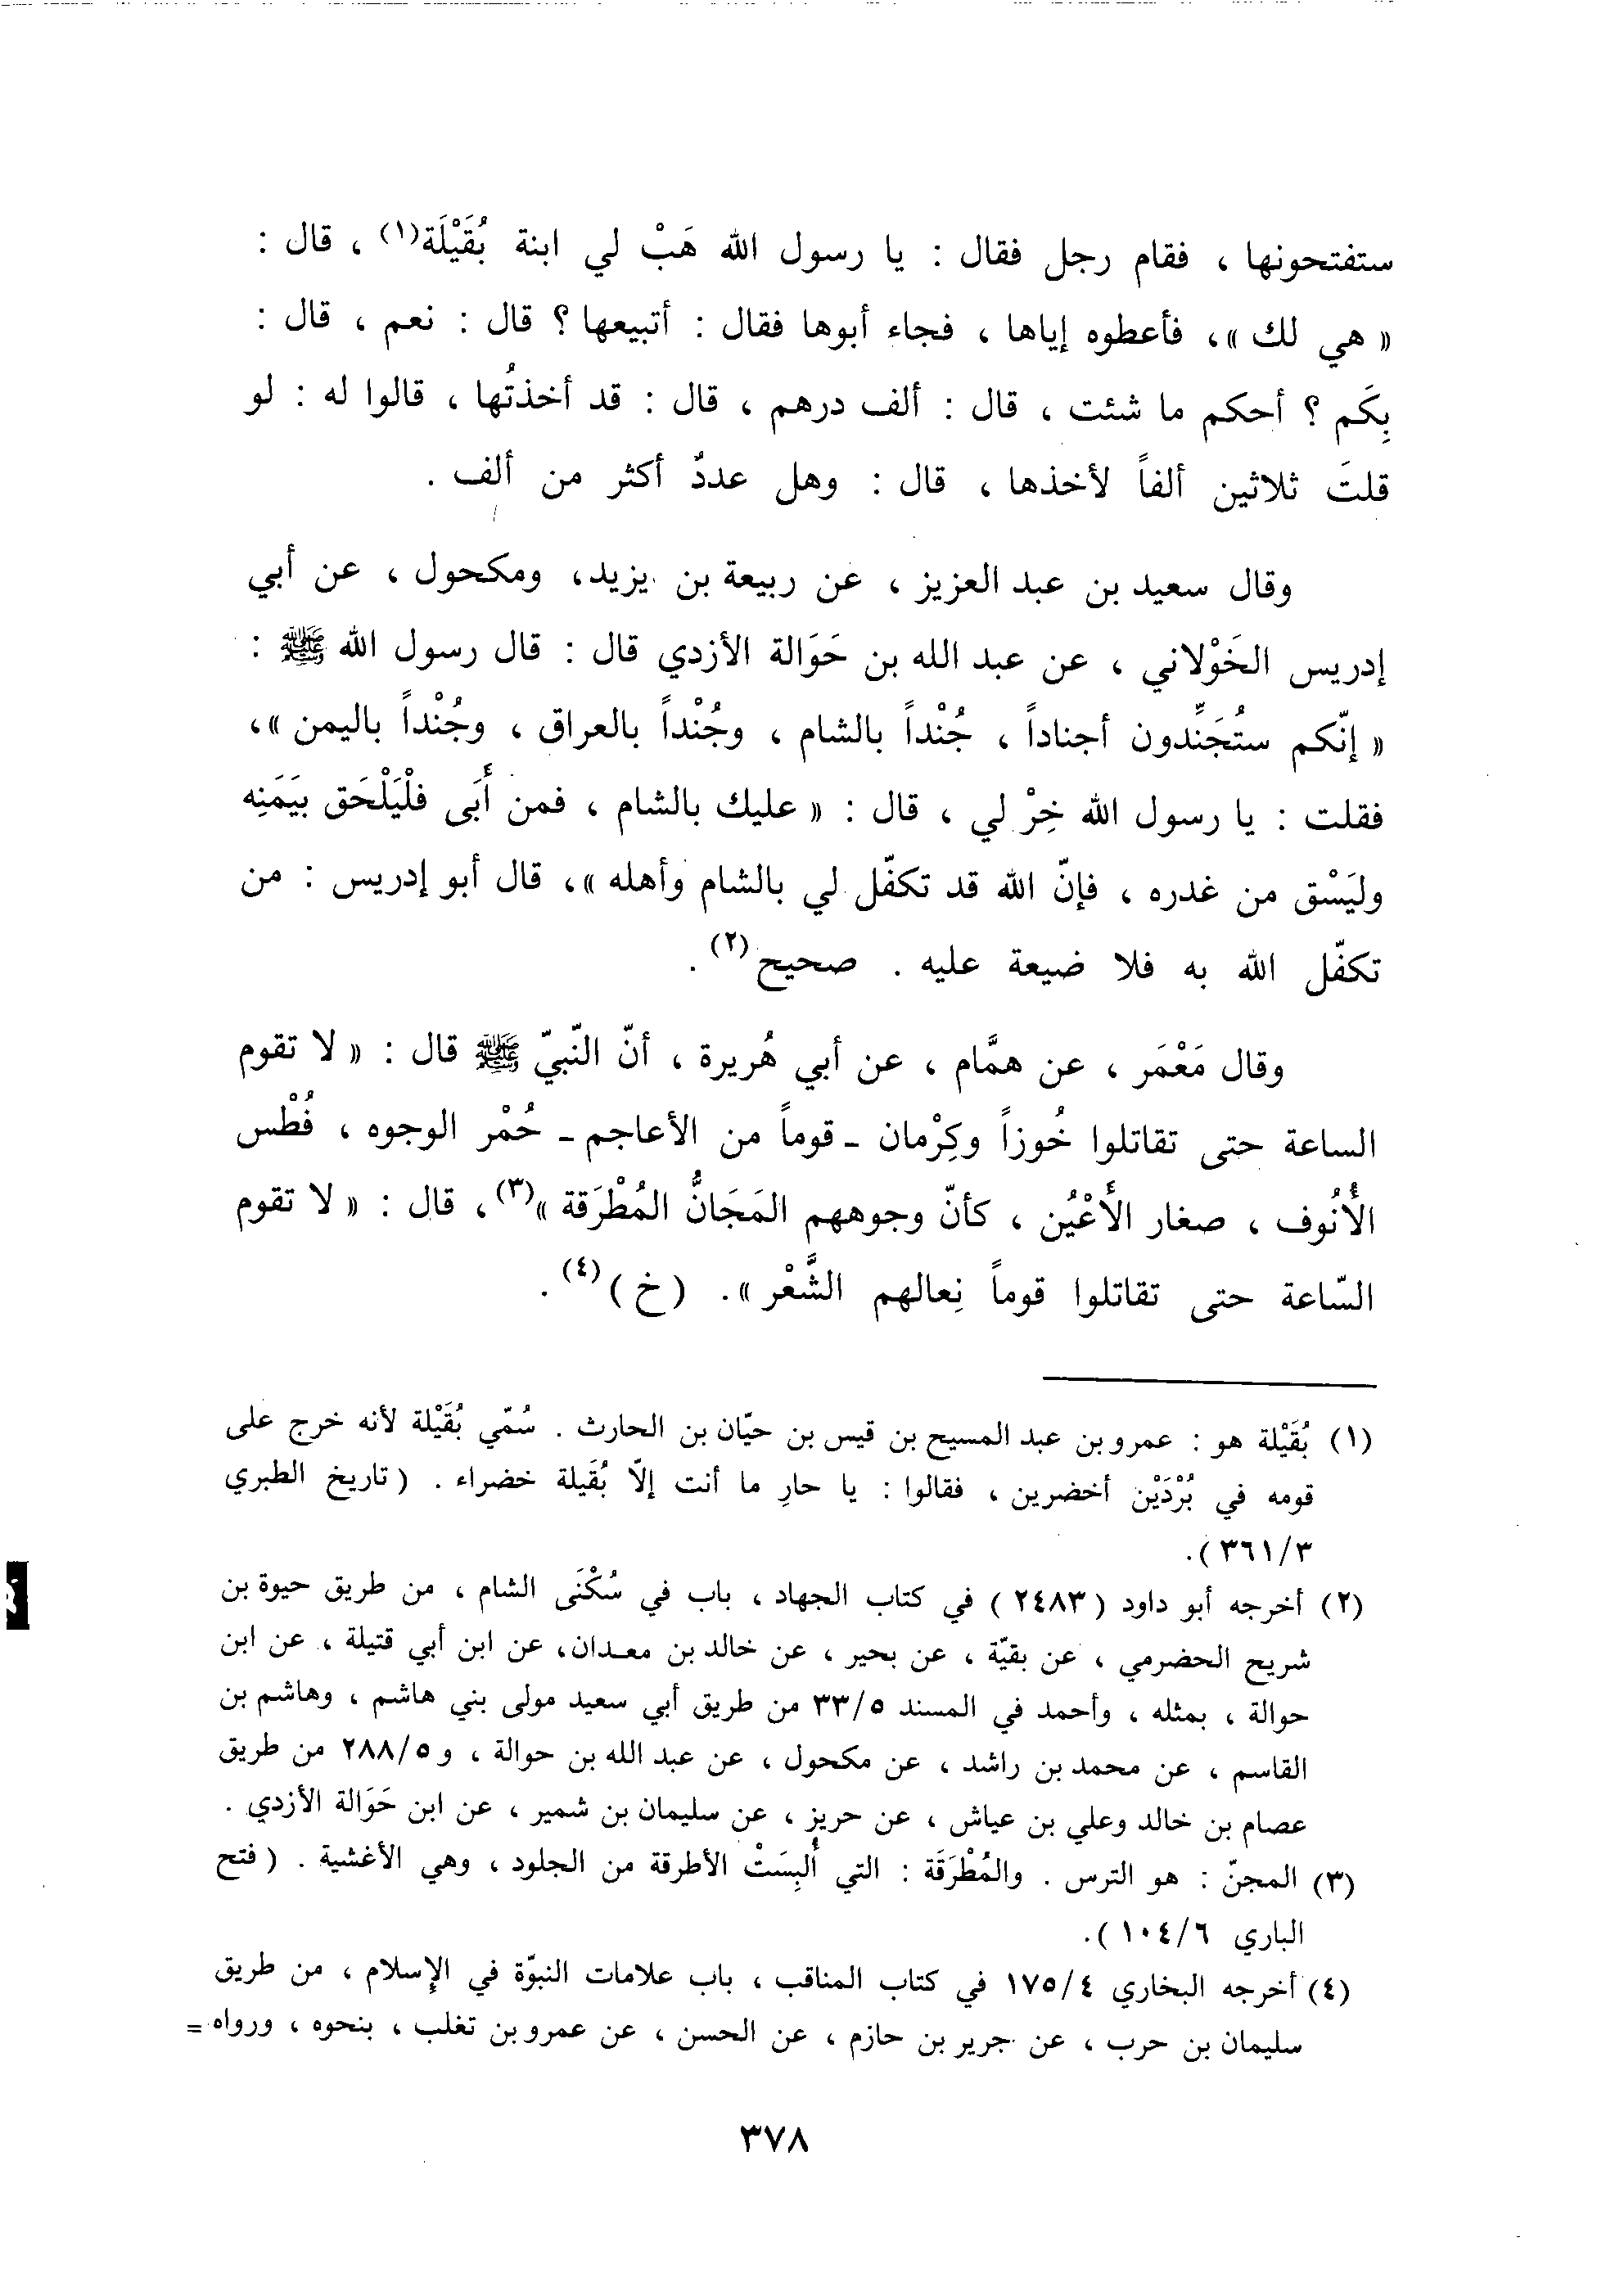 ستفتحونها ، فقام رجل فقال : يا رسول الله هَبْ لي ابنة بُقَيْلَة(١) ، قال :
« هي لك »، فأعطوه إياها ، فجاء أبوها فقال : أتبيعها ؟ قال : نعم ، قال :
بِكَم ؟ أحكم ما شئت ، قال : ألف درهم ، قال : قد أخذتُها ، قالوا له : لو
قلتَ ثلاثين ألفاً لأخذها ، قال : وهل عددٌ أكثر من ألف .
وقال سعيد بن عبد العزيز ، عن ربيعة بن يزيد، ومكحول ، عن أبي
إدريس الخَوْلاني ، عن عبد الله بن حَوَالة الأزدي قال : قال رسول الله ﷺ :
« إنّكم ستُجَنِّدون أجناداً ، جُنْداً بالشام ، وجُنْداً بالعراق ، وجُنْداً باليمن »،
فقلت : يا رسول الله خِرْ لي ، قال : « عليك بالشام ، فمن أَبَى فلْيَلْحَق بيَمَنِه
وليَسْق من غدره ، فإنّ الله قد تكفّل لي بالشام وأهله »، قال أبو إدريس : من
تكفّل الله به فلا ضيعة عليه . صحيح(٢) .
وقال مَعْمَر ، عن همَّام ، عن أبي هُريرة ، أنّ النّبيّ ﷺ قال : « لا تقوم
الساعة حتى تقاتلوا خُوزاً وكِرْمان ـ قوماً من الأعاجم ـ حُمْر الوجوه ، فُطْس
الأُنُوف ، صغار الأَعْيُن ، كأنّ وجوههم المَجَانُّ المُطْرَقة »(٣)، قال : « لا تقوم
السّاعة حتى تقاتلوا قوماً نِعالهم الشَّعْر ». ( خ )(٤) .
(١) بُقَيْلة هو : عمرو بن عبد المسيح بن قيس بن حيّان بن الحارث . سُمّي بُقَيْلة لأنه خرج على
قومه في بُرْدَيْن أخضرين ، فقالوا : يا حارِ ما أنت إلاّ بُقَيلة خضراء . ( تاريخ الطبري
٣٦١/٣ ).
(٢) أخرجه أبو داود ( ٢٤٨٣ ) في كتاب الجهاد ، باب في سُكْنَى الشام ، من طريق حيوة بن
شريح الحضرمي ، عن بقيّة ، عن بحير ، عن خالد بن معـدان، عن ابن أبي قتيلة ، عن ابن
حوالة ، بمثله ، وأحمد في المسند ٣٣/٥ من طريق أبي سعيد مولى بني هاشم ، وهاشم بن
القاسم ، عن محمد بن راشد ، عن مكحول ، عن عبد الله بن حوالة ، و ٢٨٨/٥ من طريق
عصام بن خالد وعلي بن عياش ، عن حريز ، عن سليمان بن شمير ، عن ابن حَوَالة الأزدي .
(٣) المجنّ : هو الترس . والمُطْرَقَة : التي أُلبِسَتْ الأطرقة من الجلود ، وهي الأغشية . ( فتح
الباري ١٠٤/٦ ).
(٤) أخرجه البخاري ١٧٥/٤ في كتاب المناقب ، باب علامات النبوّة في الإِسلام ، من طريق
سليمان بن حرب ، عن جرير بن حازم ، عن الحسن ، عن عمرو بن تغلب ، بنحوه ، ورواه =
٣٧٨